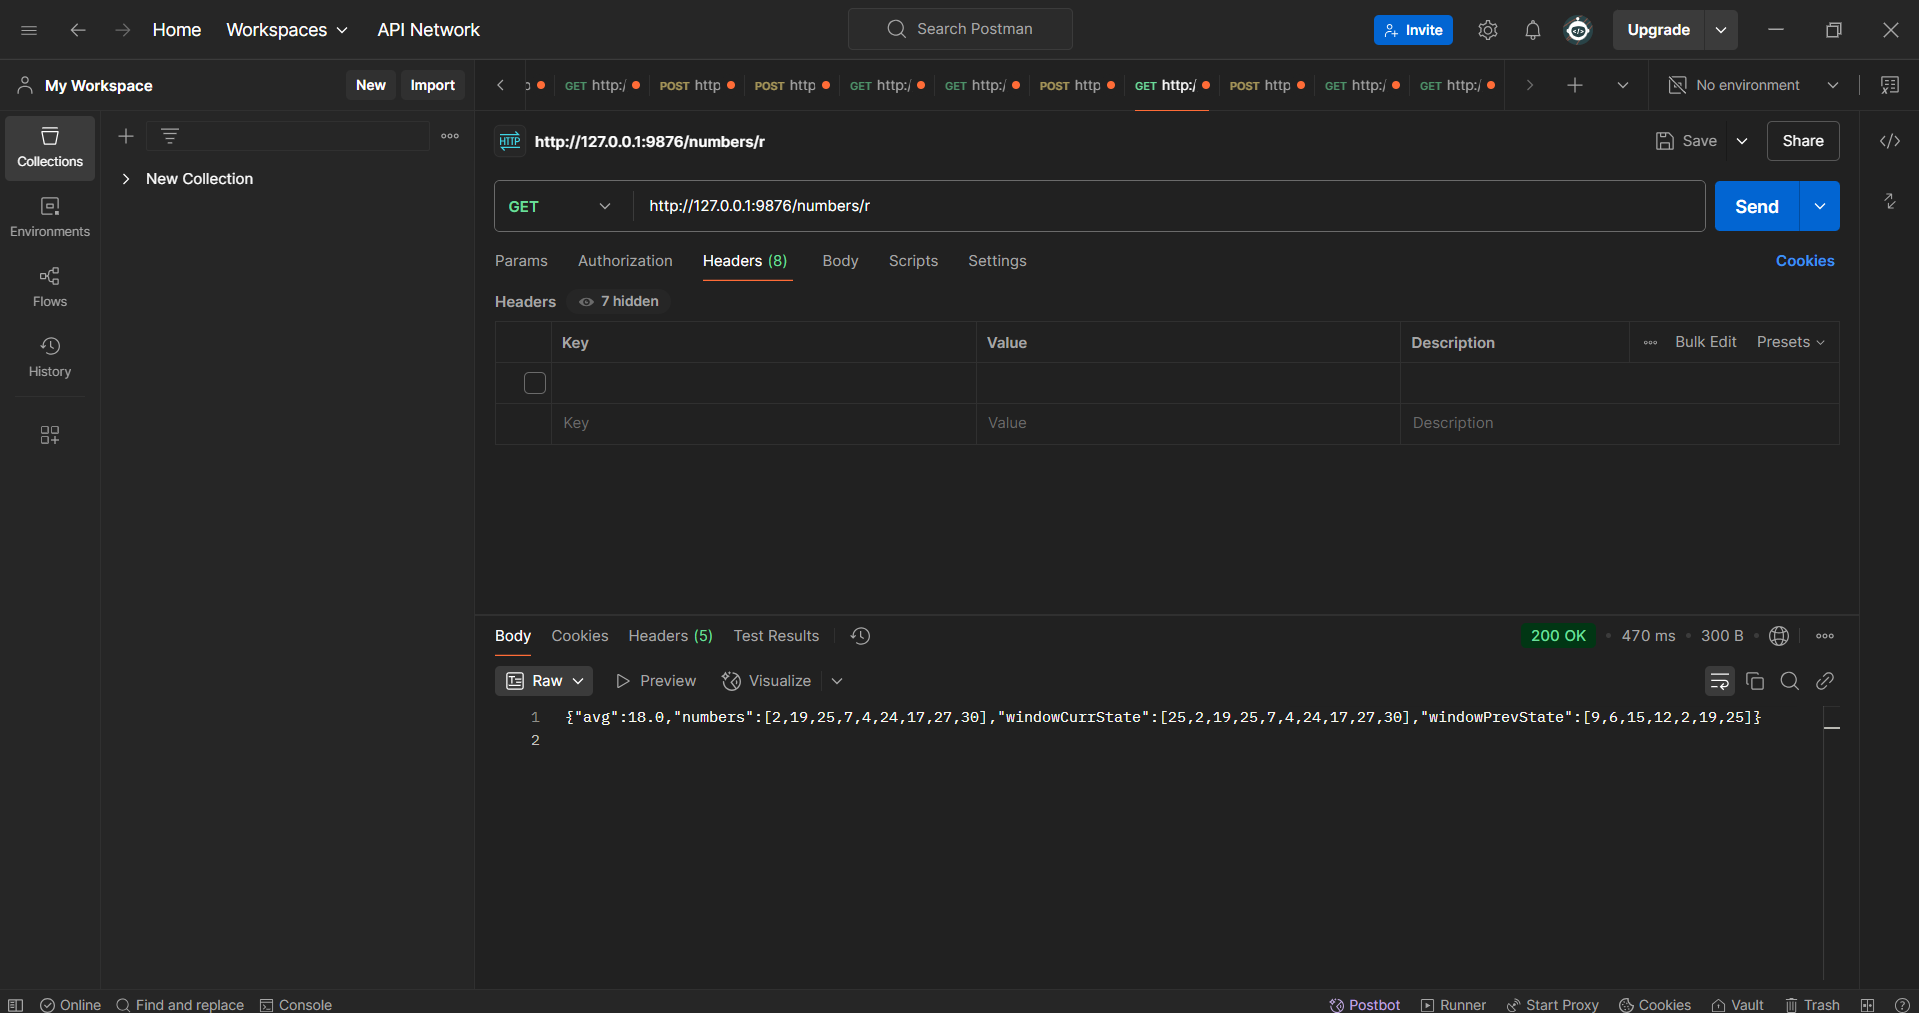 Home Workspaces API Network Search Postman Invite Upgrade
My Workspace New Import
GET http:/ POST http POST http GET http:/ GET http:/ POST http GET http:/ POST http GET http:/ GET http:/ No environment
Collections
New Collection
Environments
Flows
History
HTTP http://127.0.0.1:9876/numbers/r Save Share
GET http://127.0.0.1:9876/numbers/r Send
Params Authorization Headers (8) Body Scripts Settings Cookies
Headers 7 hidden
Key Value Description Bulk Edit Presets
Key Value Description
Body Cookies Headers (5) Test Results 200 OK • 470 ms • 300 B
Raw Preview Visualize
1 {"avg":18.0,"numbers":[2,19,25,7,4,24,17,27,30],"windowCurrState":[25,2,19,25,7,4,24,17,27,30],"windowPrevState":[9,6,15,12,2,19,25]}
2
Online Find and replace Console Postbot Runner Start Proxy Cookies Vault Trash